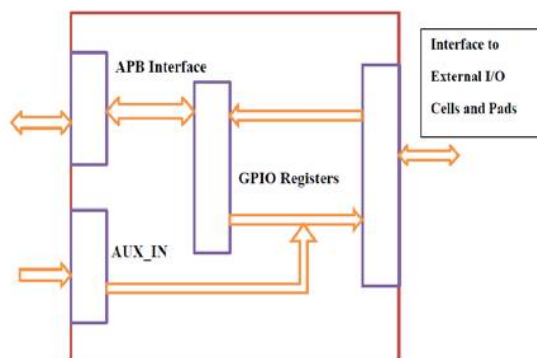 APB Interface
Interface to
External I/O
Cells and Pads
GPIO Registers
AUX_IN